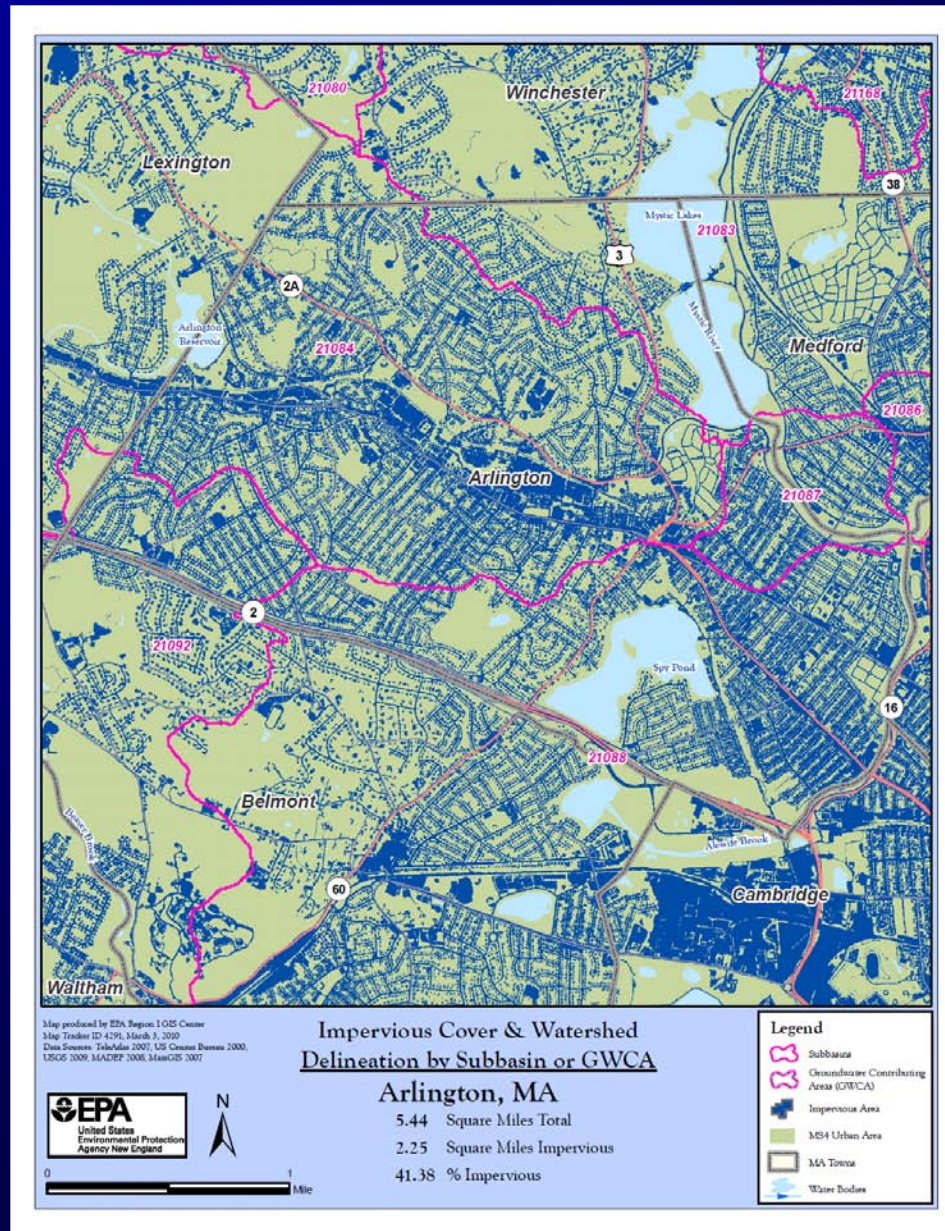 21080
Winchester
21168
Lexington
38
Mystic Lakes
21083
3
2A
Arlington
Reservoir
21084
Mystic River
Medford
21086
Arlington
21087
2
21092
Spy Pond
16
21088
Belmont
Beaver Brook
Alewife Brook
60
Cambridge
Waltham
Map produced by EPA Region I GIS Center
Map Tracker ID 4291, March 3, 2010
Data Sources: TeleAtlas 2007, US Census Bureau 2000,
USGS 2009, MADEP 2008, MassGIS 2007
EPA
United States
Environmental Protection
Agency New England
N
0 1
Mile
Impervious Cover & Watershed
Delineation by Subbasin or GWCA
Arlington, MA
5.44 Square Miles Total
2.25 Square Miles Impervious
41.38 % Impervious
Legend
Subbasins
Groundwater Contributing
Areas (GWCA)
Impervious Area
MS4 Urban Area
MA Towns
Water Bodies